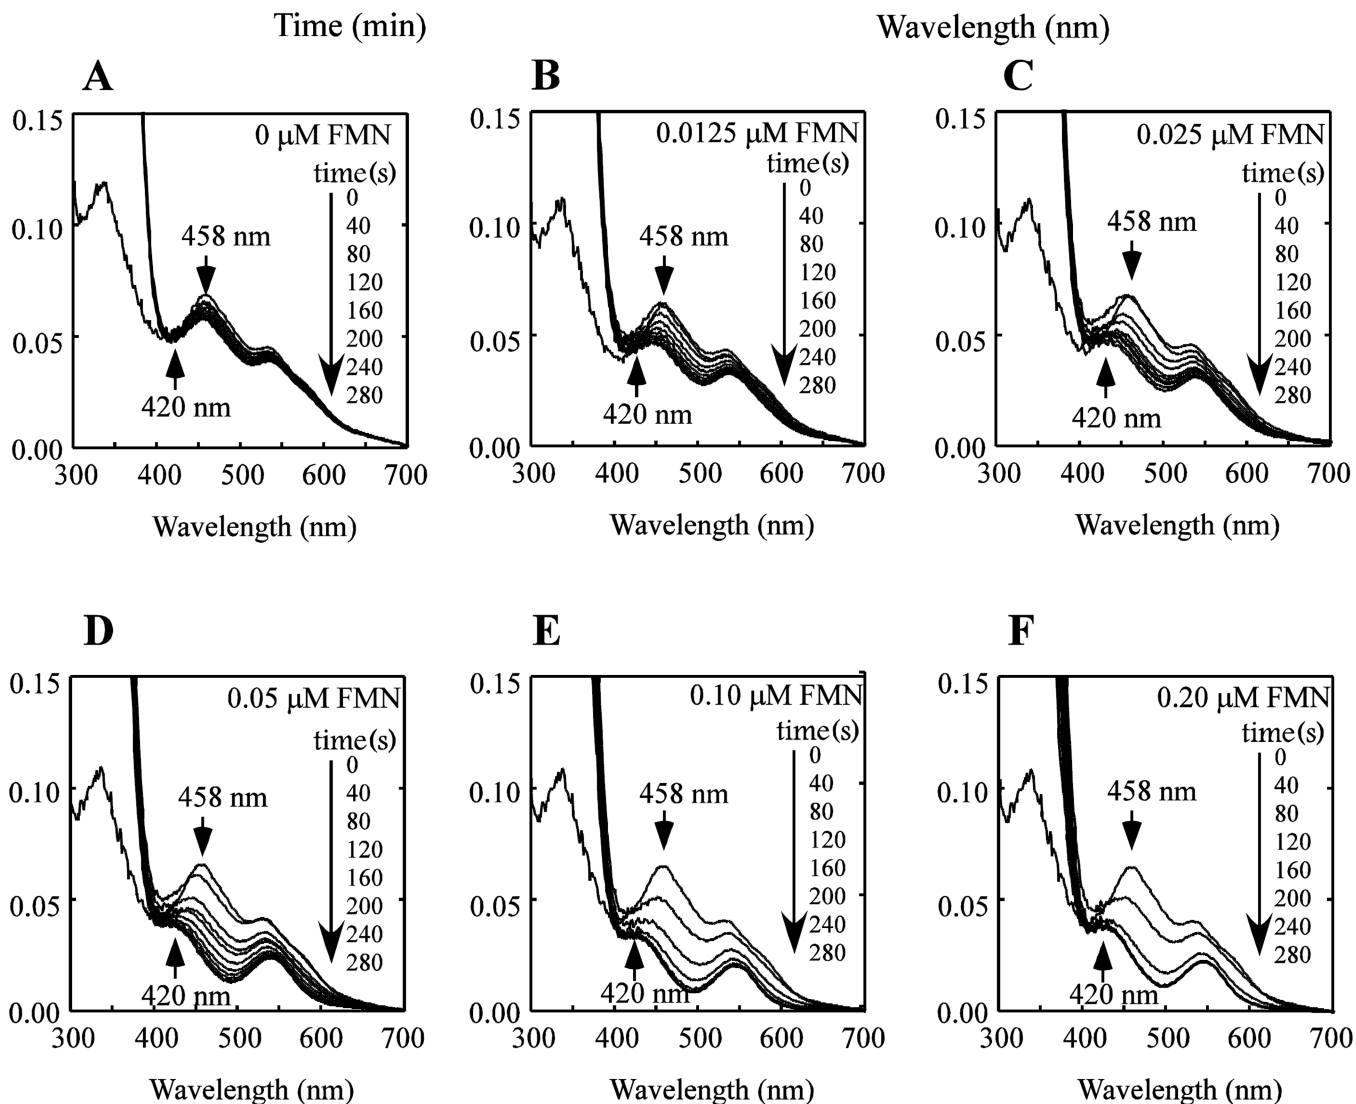 Time (min) Wavelength (nm)
A
0.15
0 μM FMN
time(s)
0
40
80
120
160
200
240
280
0.10
458 nm
0.05
420 nm
0.00
300 400 500 600 700
Wavelength (nm)
B
0.15
0.0125 μM FMN
time(s)
0
40
80
120
160
200
240
280
0.10
458 nm
0.05
420 nm
0.00
300 400 500 600 700
Wavelength (nm)
C
0.15
0.025 μM FMN
time(s)
0
40
80
120
160
200
240
280
0.10
458 nm
0.05
420 nm
0.00
300 400 500 600 700
Wavelength (nm)
D
0.15
0.05 μM FMN
time(s)
0
40
80
120
160
200
240
280
0.10
458 nm
0.05
420 nm
0.00
300 400 500 600 700
Wavelength (nm)
E
0.15
0.10 μM FMN
time(s)
0
40
80
120
160
200
240
280
0.10
458 nm
0.05
420 nm
0.00
300 400 500 600 700
Wavelength (nm)
F
0.15
0.20 μM FMN
time(s)
0
40
80
120
160
200
240
280
0.10
458 nm
0.05
420 nm
0.00
300 400 500 600 700
Wavelength (nm)